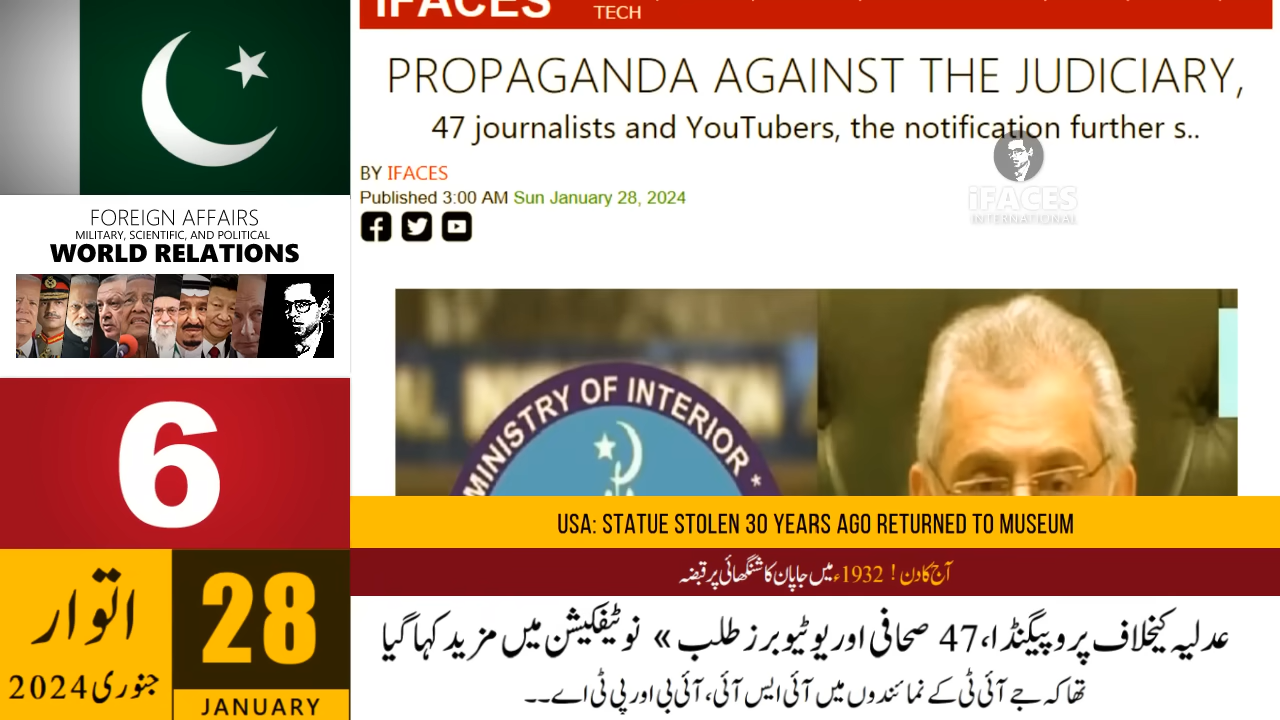 iFACES
TECH
PROPAGANDA AGAINST THE JUDICIARY,
47 journalists and YouTubers, the notification further s..
BY IFACES
Published 3:00 AM Sun January 28, 2024
iFACES
INTERNATIONAL
FOREIGN AFFAIRS
MILITARY, SCIENTIFIC, AND POLITICAL
WORLD RELATIONS
MINISTRY OF INTERIOR *
6
USA: STATUE STOLEN 30 YEARS AGO RETURNED TO MUSEUM
آج کا دن ! 1932ء میں جاپان کا شنگھائی پر قبضہ
اتوار
جنوری 2024
28
JANUARY
عدلیہ کیخلاف پروپیگنڈا، 47 صحافی اور یوٹیوبرز طلب » نوٹیفکیشن میں مزید کہا گیا
تھا کہ جے آئی ٹی کے نمائندوں میں آئی ایس آئی، آئی بی اور پی ٹی اے۔۔